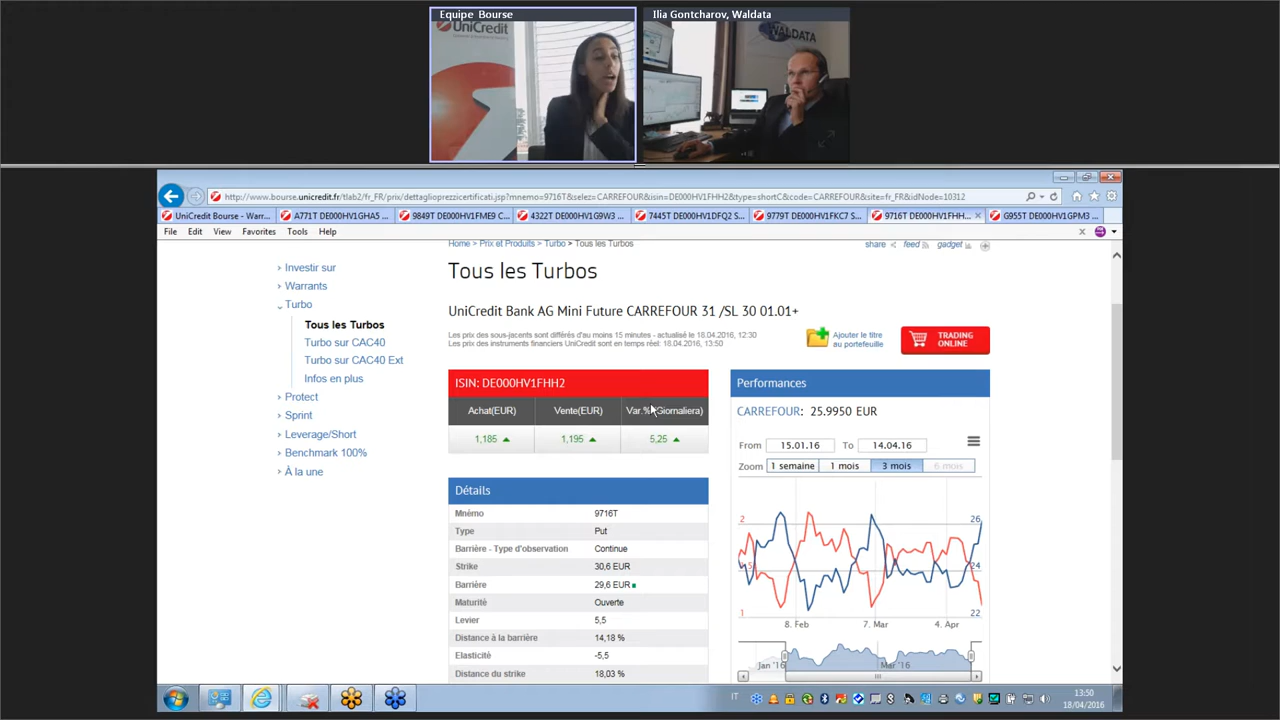 Equipe Bourse
Ilia Gontcharov, Waldata
UniCredit
WALDATA
http://www.bourse.unicredit.fr/tlab2/fr_FR/prix/dettaglioprezzicertificati.jsp?mnemo=9716T&selez=CARREFOUR&isin=DE000HV1FHH2&type=shortC&code=CARREFOUR&site=fr_FR&idNode=10312
UniCredit Bourse - Warr...
A771T DE000HV1GHA5 ...
9849T DE000HV1FME9 C...
4322T DE000HV1G9W3 ...
7445T DE000HV1DFQ2 S...
9779T DE000HV1FKC7 S...
9716T DE000HV1FHH...
G955T DE000HV1GPM3 ...
File Edit View Favorites Tools Help
Home > Prix et Produits > Turbo > Tous les Turbos
share feed gadget
Investir sur
Warrants
Turbo
Tous les Turbos
Turbo sur CAC40
Turbo sur CAC40 Ext
Infos en plus
Protect
Sprint
Leverage/Short
Benchmark 100%
À la une
Tous les Turbos
UniCredit Bank AG Mini Future CARREFOUR 31 /SL 30 01.01+
Les prix des sous-jacents sont différés d'au moins 15 minutes - actualisé le 18.04.2016, 12:30
Les prix des instruments financiers UniCredit sont en temps réel: 18.04.2016, 13:50
Ajouter le titre
au portefeuille
TRADING
ONLINE
ISIN: DE000HV1FHH2
Achat(EUR) Vente(EUR) Var.% (Giornaliera)
1,185 1,195 5,25
Détails
Mnémo 9716T
Type Put
Barrière - Type d'observation Continue
Strike 30,6 EUR
Barrière 29,6 EUR
Maturité Ouverte
Levier 5,5
Distance à la barrière 14,18 %
Elasticité -5,5
Distance du strike 18,03 %
Performances
CARREFOUR: 25.9950 EUR
From 15.01.16 To 14.04.16
Zoom 1 semaine 1 mois 3 mois 6 mois
2 26
24
1 22
8. Feb 7. Mar 4. Apr
Jan '16 Mar '16
IT
13:50
18/04/2016